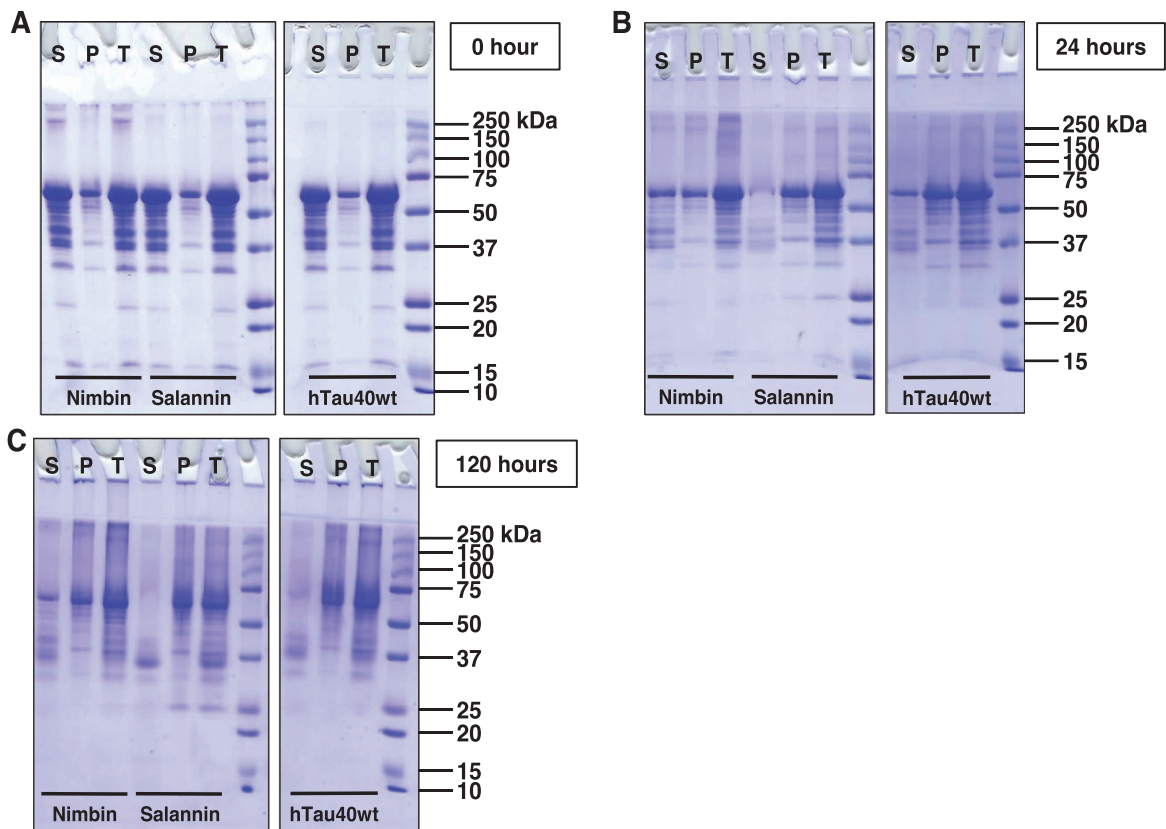 A
0 hour
S P T S P T
S P T
250 kDa
150
100
75
50
37
25
20
15
10
Nimbin Salannin
hTau40wt
B
24 hours
S P T S P T
S P T
250 kDa
150
100
75
50
37
25
20
15
Nimbin Salannin
hTau40wt
C
120 hours
S P T S P T
S P T
250 kDa
150
100
75
50
37
25
20
15
10
Nimbin Salannin
hTau40wt